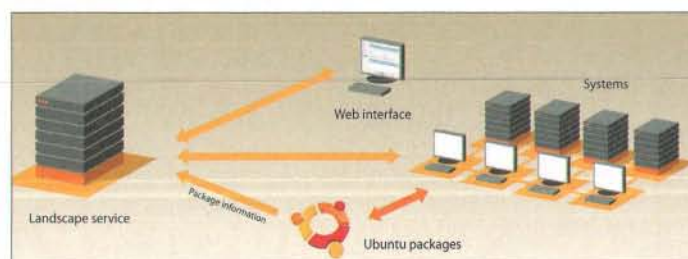 Systems
Web interface
Landscape service
Package information
Ubuntu packages